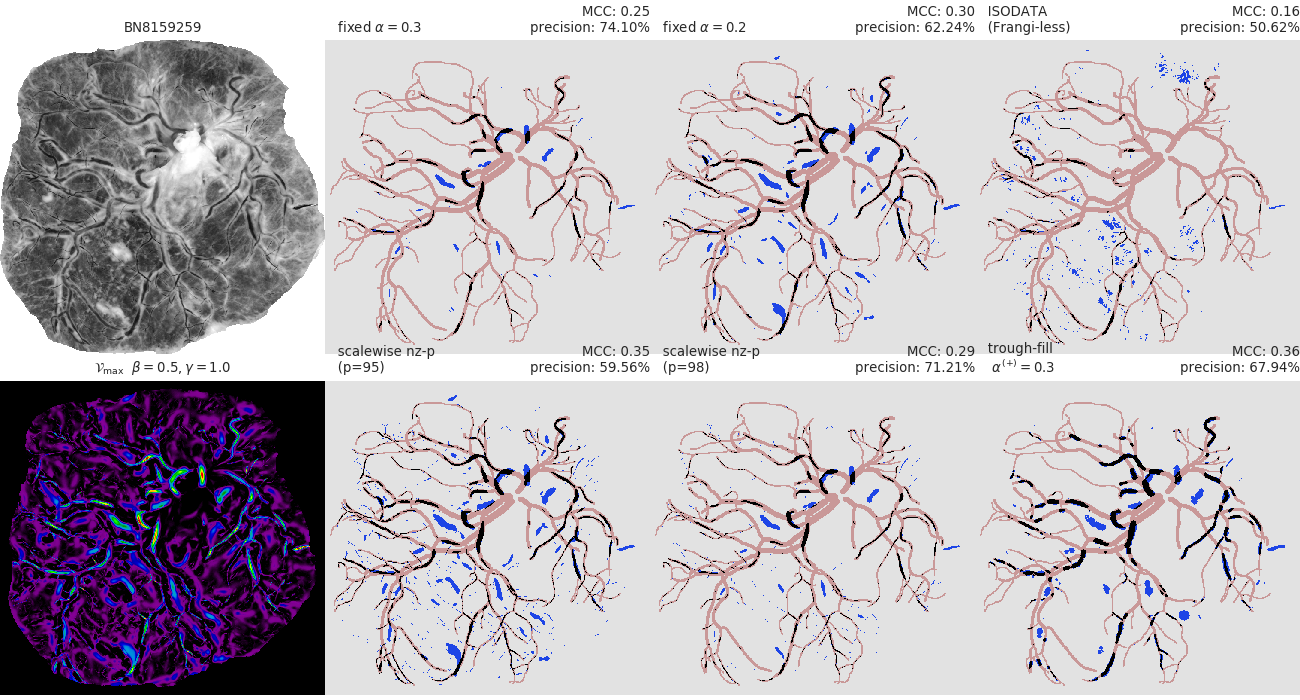 BN8159259
fixed α = 0.3
MCC: 0.25
precision: 74.10%
fixed α = 0.2
MCC: 0.30
precision: 62.24%
ISODATA
(Frangi-less)
MCC: 0.16
precision: 50.62%
𝒱max β = 0.5, γ = 1.0
scalewise nz-p
(p=95)
MCC: 0.35
precision: 59.56%
scalewise nz-p
(p=98)
MCC: 0.29
precision: 71.21%
trough-fill
α(+) = 0.3
MCC: 0.36
precision: 67.94%